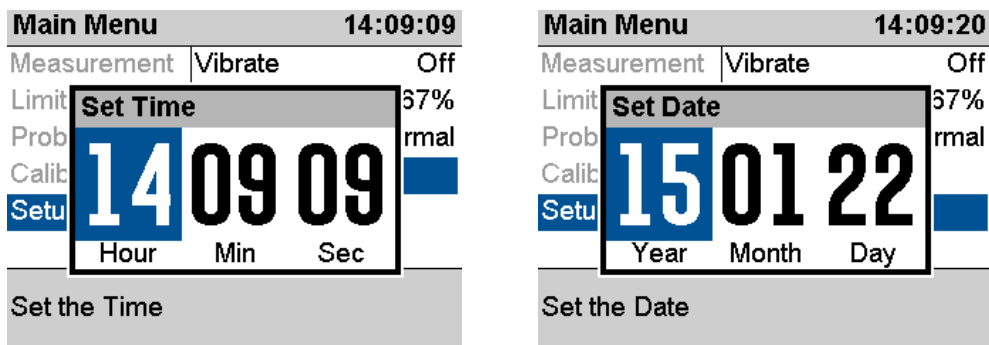 Main Menu 14:09:09
Measurement Vibrate Off
Limit 67%
Set Time
Prob rmal
Calib
14 09 09
Setu
Hour Min Sec
Set the Time
Main Menu 14:09:20
Measurement Vibrate Off
Limit 67%
Set Date
Prob rmal
Calib
15 01 22
Setu
Year Month Day
Set the Date